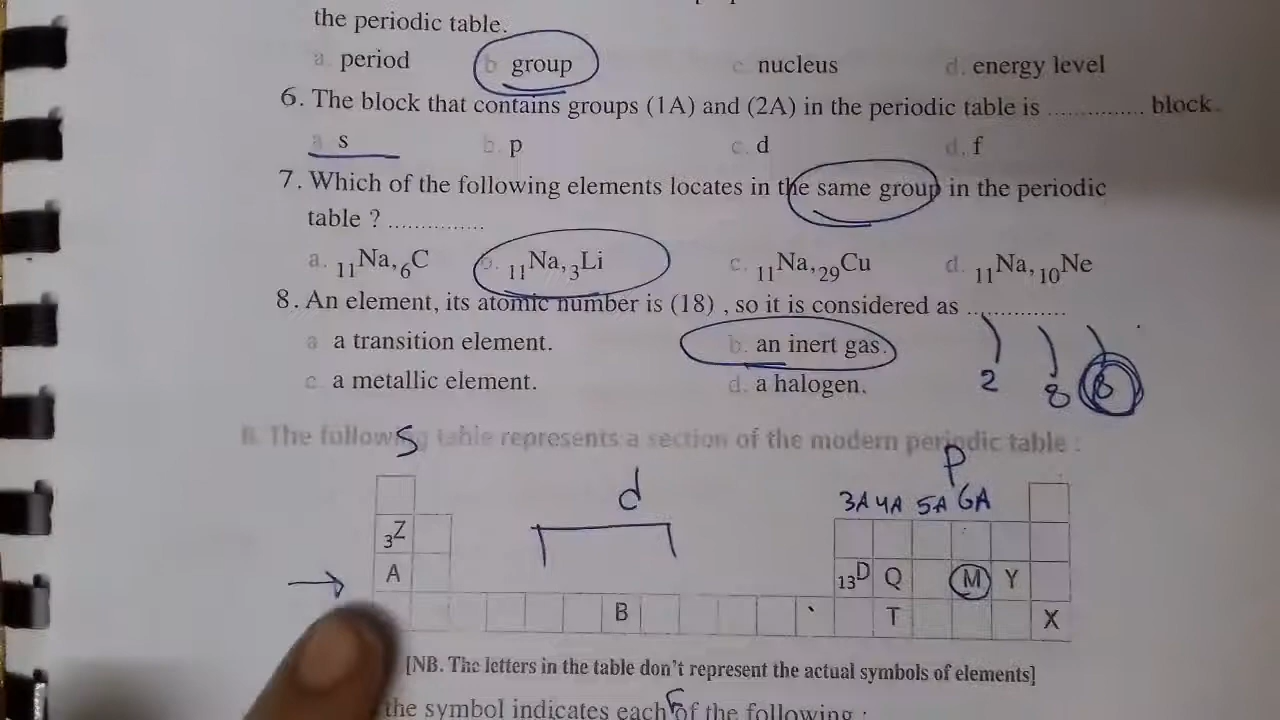 the periodic table.
a. period b. group c. nucleus d. energy level
6. The block that contains groups (1A) and (2A) in the periodic table is .............. block.
a. s b. p c. d d. f
7. Which of the following elements locates in the same group in the periodic
table ? ...............
a. ₁₁Na, ₆C b. ₁₁Na, ₃Li c. ₁₁Na, ₂₉Cu d. ₁₁Na, ₁₀Ne
8. An element, its atomic number is (18) , so it is considered as ...............
a. a transition element. b. an inert gas.
c. a metallic element. d. a halogen.
2 8 8
The following table represents a section of the modern periodic table :
S d P
3A 4A 5A 6A
₃Z
A ₁₃D Q M Y
B T X
[NB. The letters in the table don't represent the actual symbols of elements]
the symbol indicates each of the following :